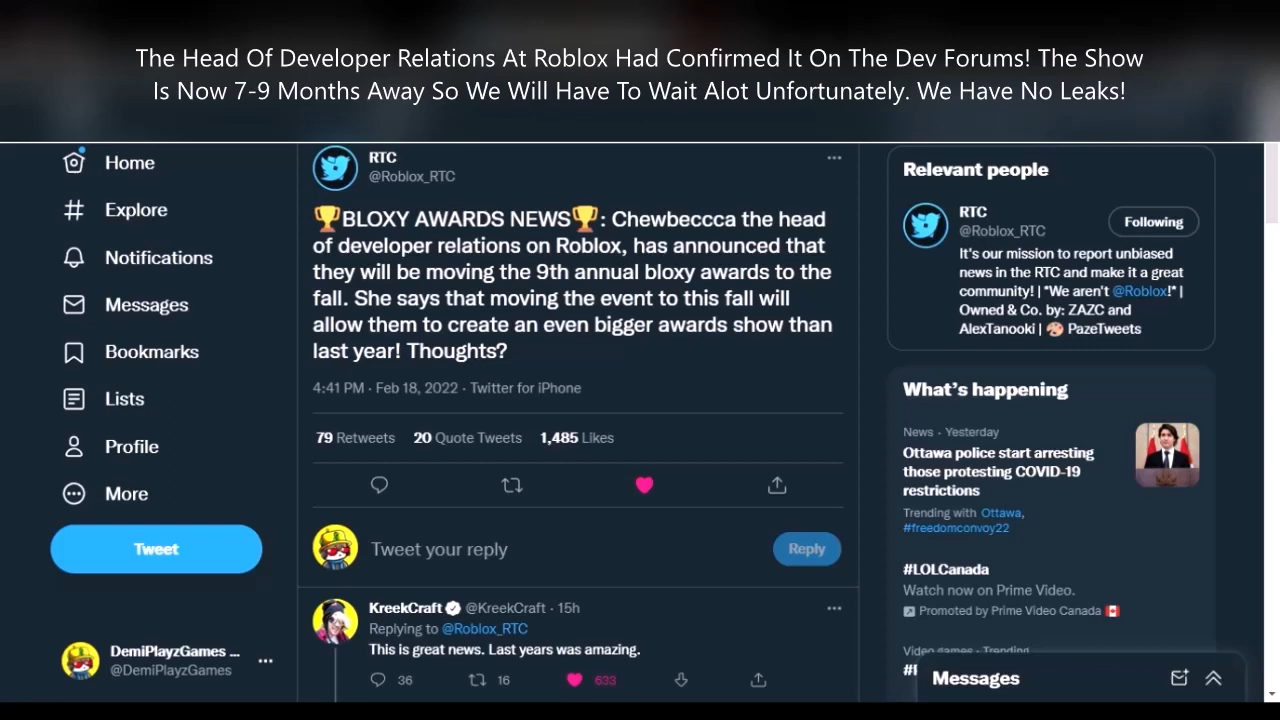 The Head Of Developer Relations At Roblox Had Confirmed It On The Dev Forums! The Show
Is Now 7-9 Months Away So We Will Have To Wait Alot Unfortunately. We Have No Leaks!
Home
Explore
Notifications
Messages
Bookmarks
Lists
Profile
More
Tweet
DemiPlayzGames ...
@DemiPlayzGames
RTC
@Roblox_RTC
🏆BLOXY AWARDS NEWS🏆: Chewbeccca the head
of developer relations on Roblox, has announced that
they will be moving the 9th annual bloxy awards to the
fall. She says that moving the event to this fall will
allow them to create an even bigger awards show than
last year! Thoughts?
4:41 PM · Feb 18, 2022 · Twitter for iPhone
79 Retweets 20 Quote Tweets 1,485 Likes
Tweet your reply
Reply
KreekCraft @KreekCraft · 15h
Replying to @Roblox_RTC
This is great news. Last years was amazing.
36 16 633
Relevant people
RTC
@Roblox_RTC
Following
It's our mission to report unbiased
news in the RTC and make it a great
community! | *We aren't @Roblox!* |
Owned & Co. by: ZAZC and
AlexTanooki | 🎨 PazeTweets
What's happening
News · Yesterday
Ottawa police start arresting
those protesting COVID-19
restrictions
Trending with Ottawa,
#freedomconvoy22
#LOLCanada
Watch now on Prime Video.
Promoted by Prime Video Canada 🇨🇦
Video games · Trending
Messages